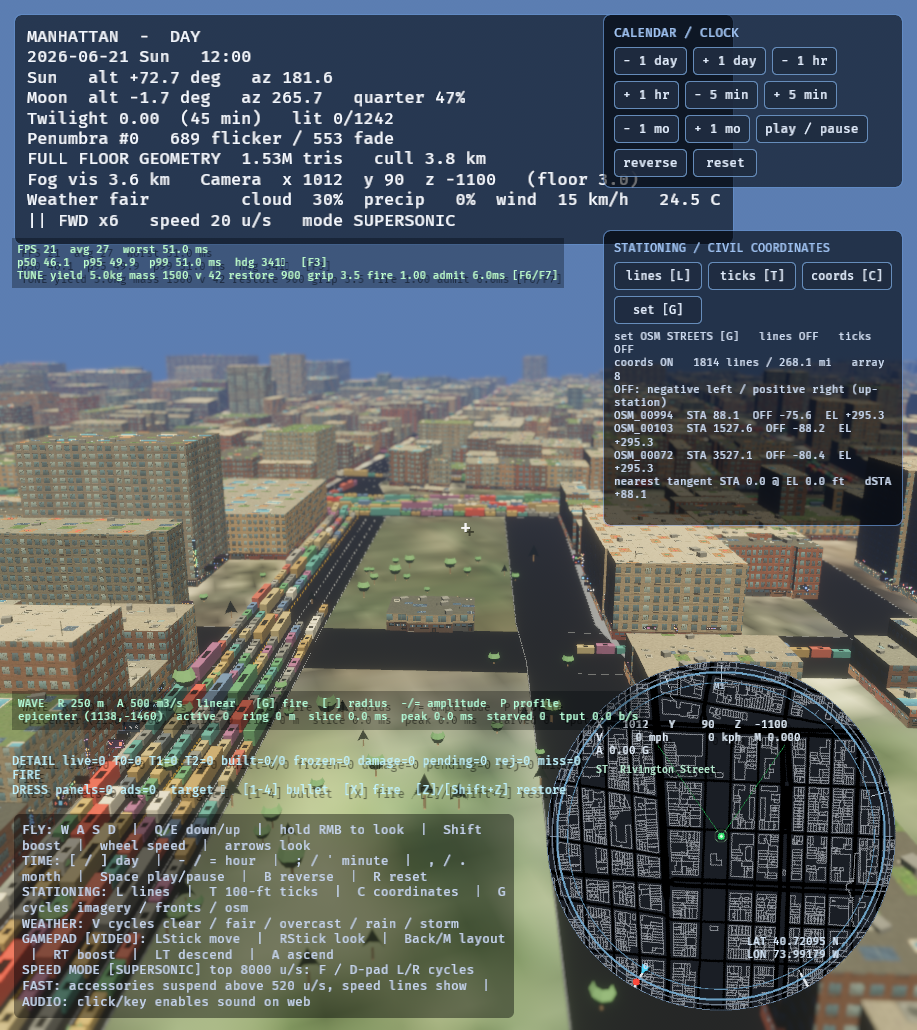 MANHATTAN  -  DAY
2026-06-21 Sun   12:00
Sun   alt +72.7 deg   az 181.6
Moon  alt -1.7 deg   az 265.7   quarter 47%
Twilight 0.00  (45 min)   lit 0/1242
Penumbra #0   689 flicker / 553 fade
FULL FLOOR GEOMETRY  1.53M tris   cull 3.8 km
Fog vis 3.6 km   Camera  x 1012  y 90  z -1100   (floor 3.0)
Weather fair         cloud  30%  precip   0%  wind  15 km/h   24.5 C
|| FWD x6   speed 20 u/s   mode SUPERSONIC
CALENDAR / CLOCK
- 1 day   + 1 day   - 1 hr
+ 1 hr   - 5 min   + 5 min
- 1 mo   + 1 mo   play / pause
reverse   reset
FPS 21  avg 27  worst 51.0 ms
p50 46.1  p95 49.9  p99 51.0 ms  hdg 341  [F3]
TUNE yield 5.0kg mass 1500 v 42 restore 900 grip 3.5 fire 1.00 admit 6.0ms [F6/F7]
STATIONING / CIVIL COORDINATES
lines [L]   ticks [T]   coords [C]
set [G]
set OSM STREETS [G]   lines OFF   ticks
OFF
coords ON   1814 lines / 268.1 mi   array
8
OFF: negative left / positive right (up-
station)
OSM_00994  STA 88.1  OFF -75.6  EL +295.3
OSM_00103  STA 1527.6  OFF -88.2  EL
+295.3
OSM_00072  STA 3527.1  OFF -80.4  EL
+295.3
nearest tangent STA 0.0 @ EL 0.0 ft   dSTA
+88.1
WAVE  R 250 m  A 500 m3/s  linear   [G] fire  radius  -/= amplitude  P profile
epicenter (1138,-1460)  active 0  ring 0 m  slice 0.0 ms  peak 0.0 ms  starved 0  tput 0.0 b/s
DETAIL live=0 T0=0 T1=0 T2=0 built=0/0 frozen=0 damage=0 pending=0 rej=0 miss=0
FIRE
DRESS panels=0 ads=0  target   [1-4] bullet  [X] fire  [Z]/[Shift+Z] restore
FLY: W A S D  |  Q/E down/up  |  hold RMB to look  |  Shift
boost  |  wheel speed  |  arrows look
TIME: [ / ] day  |  - / = hour  |  ; / ' minute  |  , / .
month  |  Space play/pause  |  B reverse  |  R reset
STATIONING: L lines  |  T 100-ft ticks  |  C coordinates  |  G
cycles imagery / fronts / osm
WEATHER: V cycles clear / fair / overcast / rain / storm
GAMEPAD [VIDEO]: LStick move  |  RStick look  |  Back/M layout
|  RT boost  |  LT descend  |  A ascend
SPEED MODE [SUPERSONIC] top 8000 u/s: F / D-pad L/R cycles
FAST: accessories suspend above 520 u/s, speed lines show  |
AUDIO: click/key enables sound on web
N
1012   Y    90   Z  -1100
V     0 mph      0 kph  M 0.000
A 0.00 G
ST  Rivington Street
LAT 40.72095 N
LON 73.99179 W